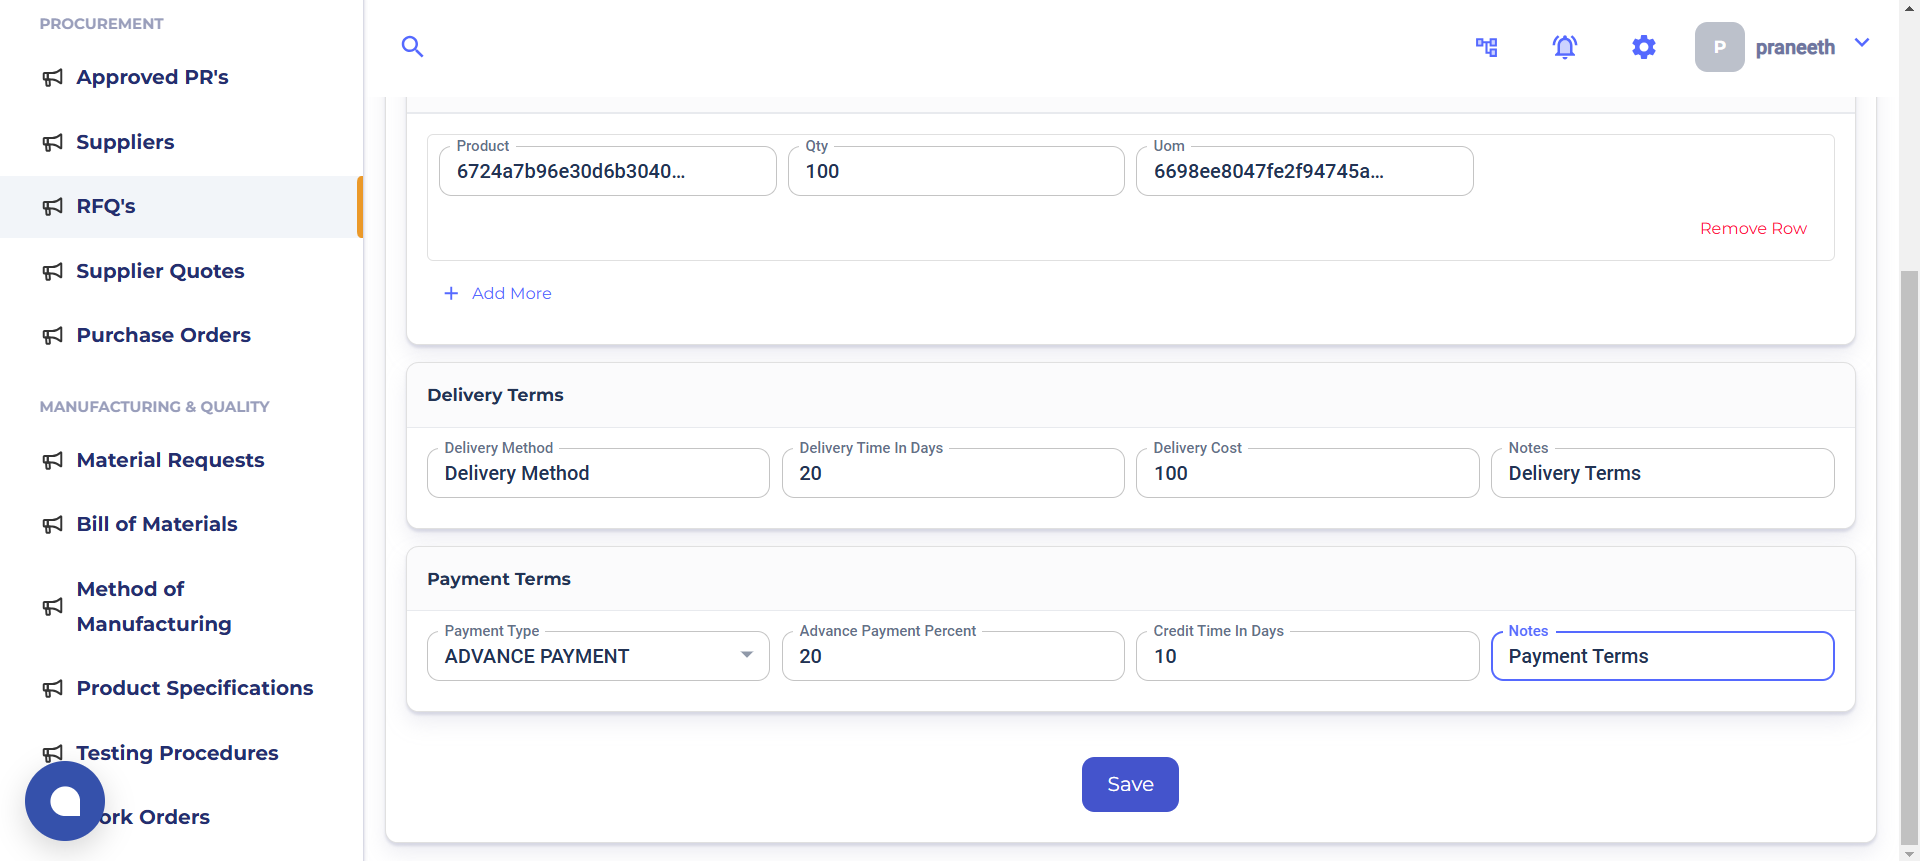 PROCUREMENT
Approved PR's
Suppliers
RFQ's
Supplier Quotes
Purchase Orders
MANUFACTURING & QUALITY
Material Requests
Bill of Materials
Method of
Manufacturing
Product Specifications
Testing Procedures
ork Orders
P
praneeth
Product
6724a7b96e30d6b3040...
Qty
100
Uom
6698ee8047fe2f94745a...
Remove Row
+ Add More
Delivery Terms
Delivery Method
Delivery Method
Delivery Time In Days
20
Delivery Cost
100
Notes
Delivery Terms
Payment Terms
Payment Type
ADVANCE PAYMENT
Advance Payment Percent
20
Credit Time In Days
10
Notes
Payment Terms
Save